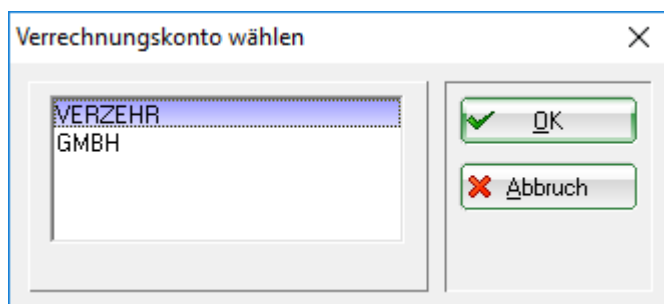 Verrechnungskonto wählen
VERZEHR
GMBH
OK
Abbruch